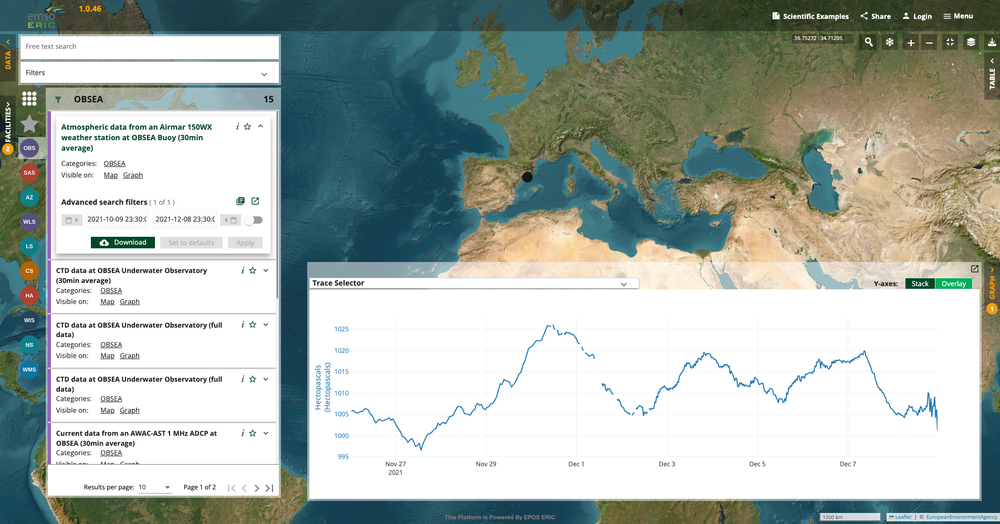 emso
ERIC
1.0.46
Scientific Examples
Share
Login
Menu
56.75272 : 34.71205
DATA
Free text search
Filters
TABLE
FACILITIES
2
OBSEA
15
OBS
SAS
AZ
WLS
LS
CS
HA
WIS
NS
WMS
Atmospheric data from an Airmar 150WX
weather station at OBSEA Buoy (30min
average)
Categories: OBSEA
Visible on: Map Graph
Advanced search filters ( 1 of 1 )
2021-10-09 23:30:0 2021-12-08 23:30:0
Download Set to defaults Apply
CTD data at OBSEA Underwater Observatory
(30min average)
Categories: OBSEA
Visible on: Map Graph
CTD data at OBSEA Underwater Observatory (full
data)
Categories: OBSEA
Visible on: Map Graph
CTD data at OBSEA Underwater Observatory (full
data)
Categories: OBSEA
Visible on: Map Graph
Current data from an AWAC-AST 1 MHz ADCP at
OBSEA (30min average)
Categories: OBSEA
Visible on: Map Graph
Results per page: 10 Page 1 of 2
Trace Selector
Y-axes: Stack Overlay
GRAPH
1
Hectopascals
(Hectopascals)
1025
1020
1015
1010
1005
1000
995
Nov 27
2021
Nov 29
Dec 1
Dec 3
Dec 5
Dec 7
This Platform is Powered By EPOS ERIC
1000 km
Leaflet | © EuropeanEnvironmentAgency